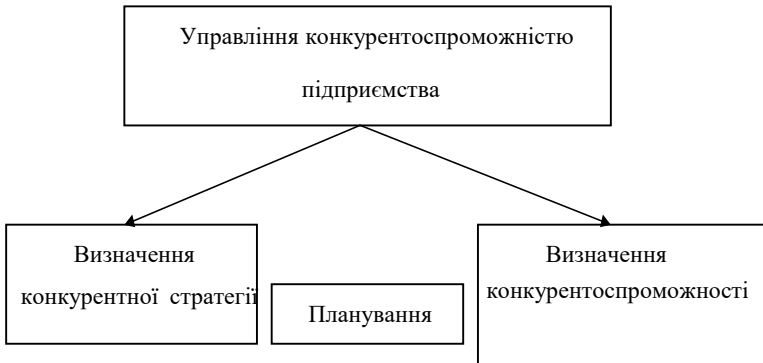 Управління конкурентоспроможністю
підприємства
Визначення
конкурентної стратегії
Планування
Визначення
конкурентоспроможності